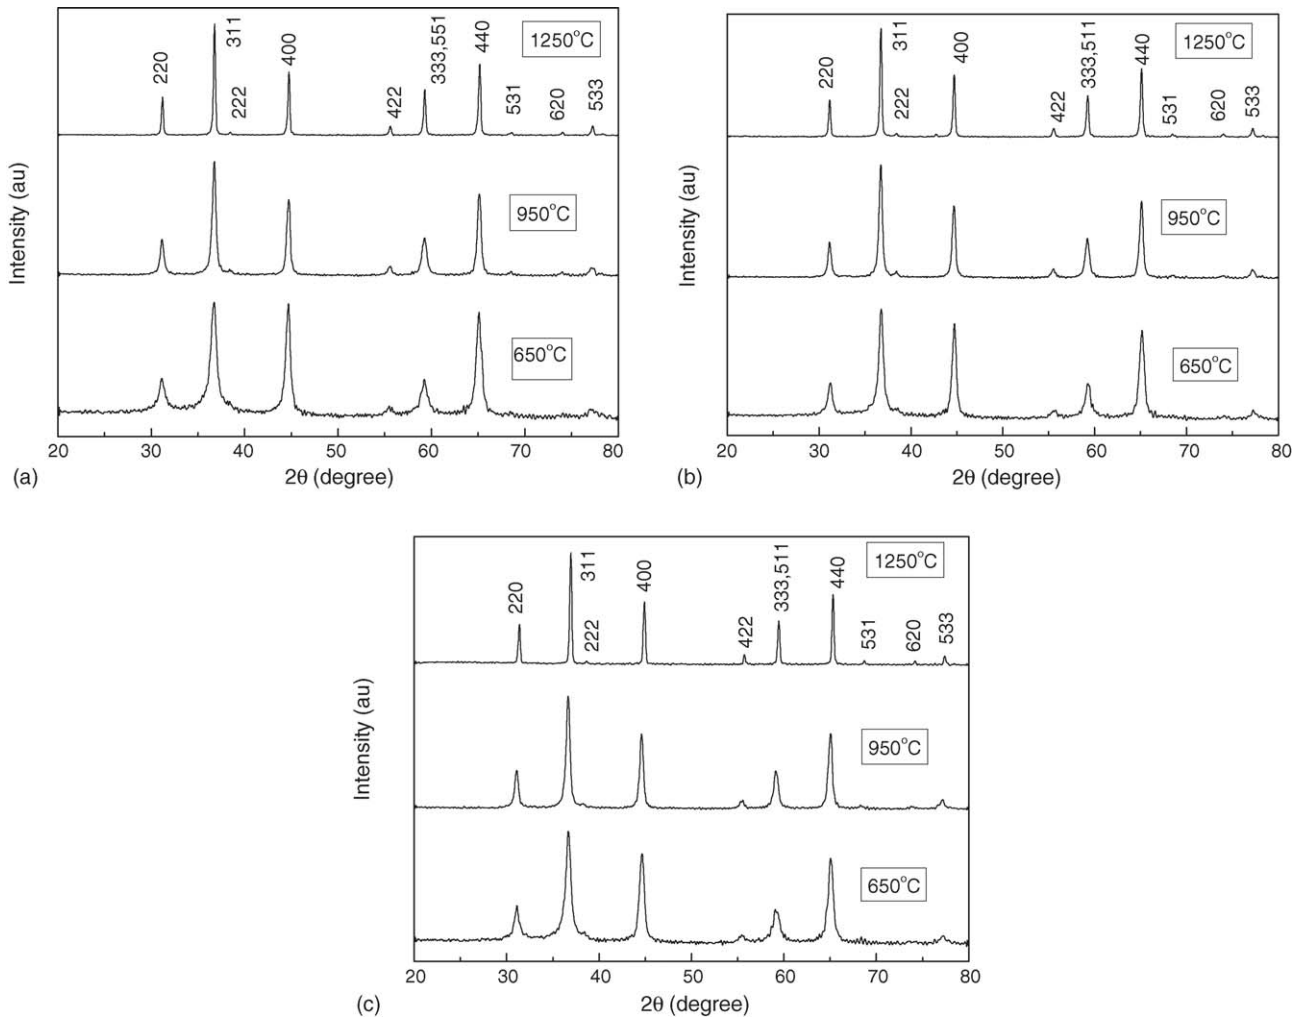 220
311
222
400
422
333,551
440
531
620
533
1250°C
950°C
650°C
Intensity (au)
20 30 40 50 60 70 80
2θ (degree)
(a)
220
311
222
400
422
333,511
440
531
620
533
1250°C
950°C
650°C
Intensity (au)
20 30 40 50 60 70 80
2θ (degree)
(b)
220
311
222
400
422
333,511
440
531
620
533
1250°C
950°C
650°C
Intensity (au)
20 30 40 50 60 70 80
2θ (degree)
(c)